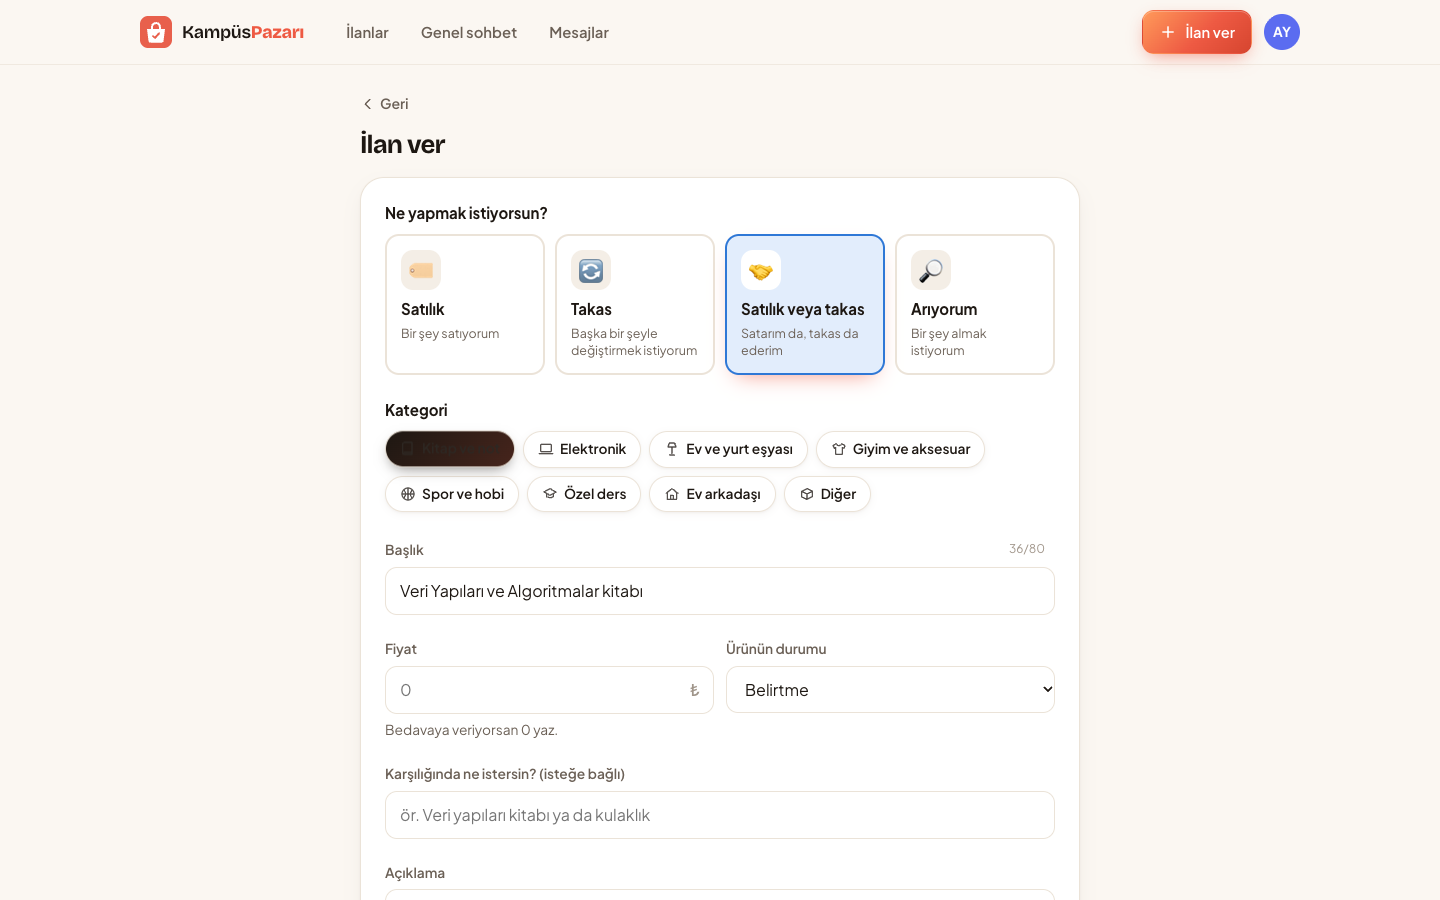 KampüsPazarı
İlanlar
Genel sohbet
Mesajlar
İlan ver
AY
Geri
İlan ver
Ne yapmak istiyorsun?
Satılık
Bir şey satıyorum
Takas
Başka bir şeyle
değiştirmek istiyorum
Satılık veya takas
Satarım da, takas da
ederim
Arıyorum
Bir şey almak
istiyorum
Kategori
Elektronik
Ev ve yurt eşyası
Giyim ve aksesuar
Spor ve hobi
Özel ders
Ev arkadaşı
Diğer
Başlık
36/80
Veri Yapıları ve Algoritmalar kitabı
Fiyat
0
₺
Bedavaya veriyorsan 0 yaz.
Ürünün durumu
Belirtme
Karşılığında ne istersin? (isteğe bağlı)
ör. Veri yapıları kitabı ya da kulaklık
Açıklama